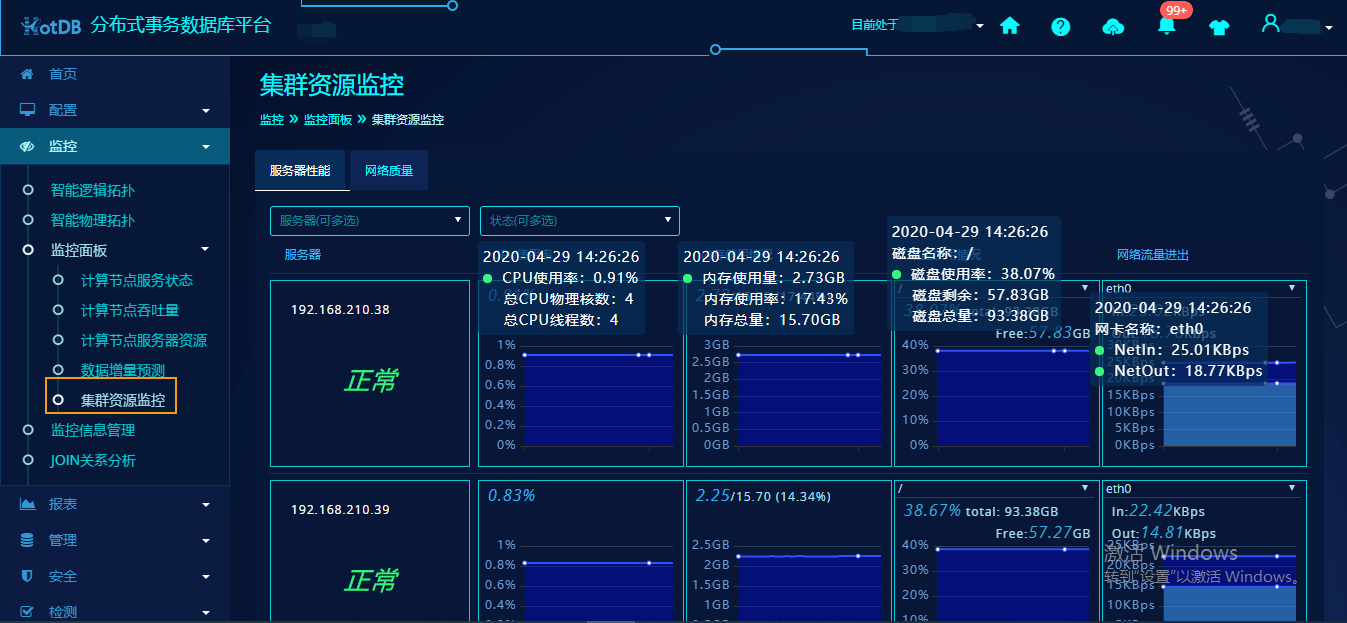 HotDB 分布式事务数据库平台
目前处于
99+
首页
配置
监控
智能逻辑拓扑
智能物理拓扑
监控面板
计算节点服务状态
计算节点吞吐量
计算节点服务器资源
数据增量预测
集群资源监控
监控信息管理
JOIN关系分析
报表
管理
安全
检测
集群资源监控
监控 » 监控面板 » 集群资源监控
服务器性能 网络质量
服务器(可多选) 状态(可多选)
服务器
网络流量进出
192.168.210.38
正常
2020-04-29 14:26:26
CPU使用率: 0.91%
总CPU物理核数: 4
总CPU线程数: 4
1%
0.8%
0.6%
0.4%
0.2%
0%
2020-04-29 14:26:26
内存使用量: 2.73GB
内存使用率: 17.43%
内存总量: 15.70GB
3GB
2.5GB
2GB
1.5GB
1GB
0.5GB
0GB
2020-04-29 14:26:26
磁盘名称: /
磁盘使用率: 38.07%
磁盘剩余: 57.83GB
磁盘总量: 93.38GB
/
Free:57.83GB
40%
30%
20%
10%
0%
eth0
2020-04-29 14:26:26
网卡名称: eth0
NetIn: 25.01KBps
NetOut: 18.77KBps
20KBps
15KBps
10KBps
5KBps
0KBps
192.168.210.39
正常
0.83%
1%
0.8%
0.6%
0.4%
2.25/15.70 (14.34%)
2.5GB
2GB
1.5GB
1GB
/
38.67% total: 93.38GB
Free:57.27GB
40%
30%
20%
10%
eth0
In:22.42KBps
Out:14.81KBps
25KBps
10KBps
5KBps
激活 Windows
转到"设置"以激活 Windows。